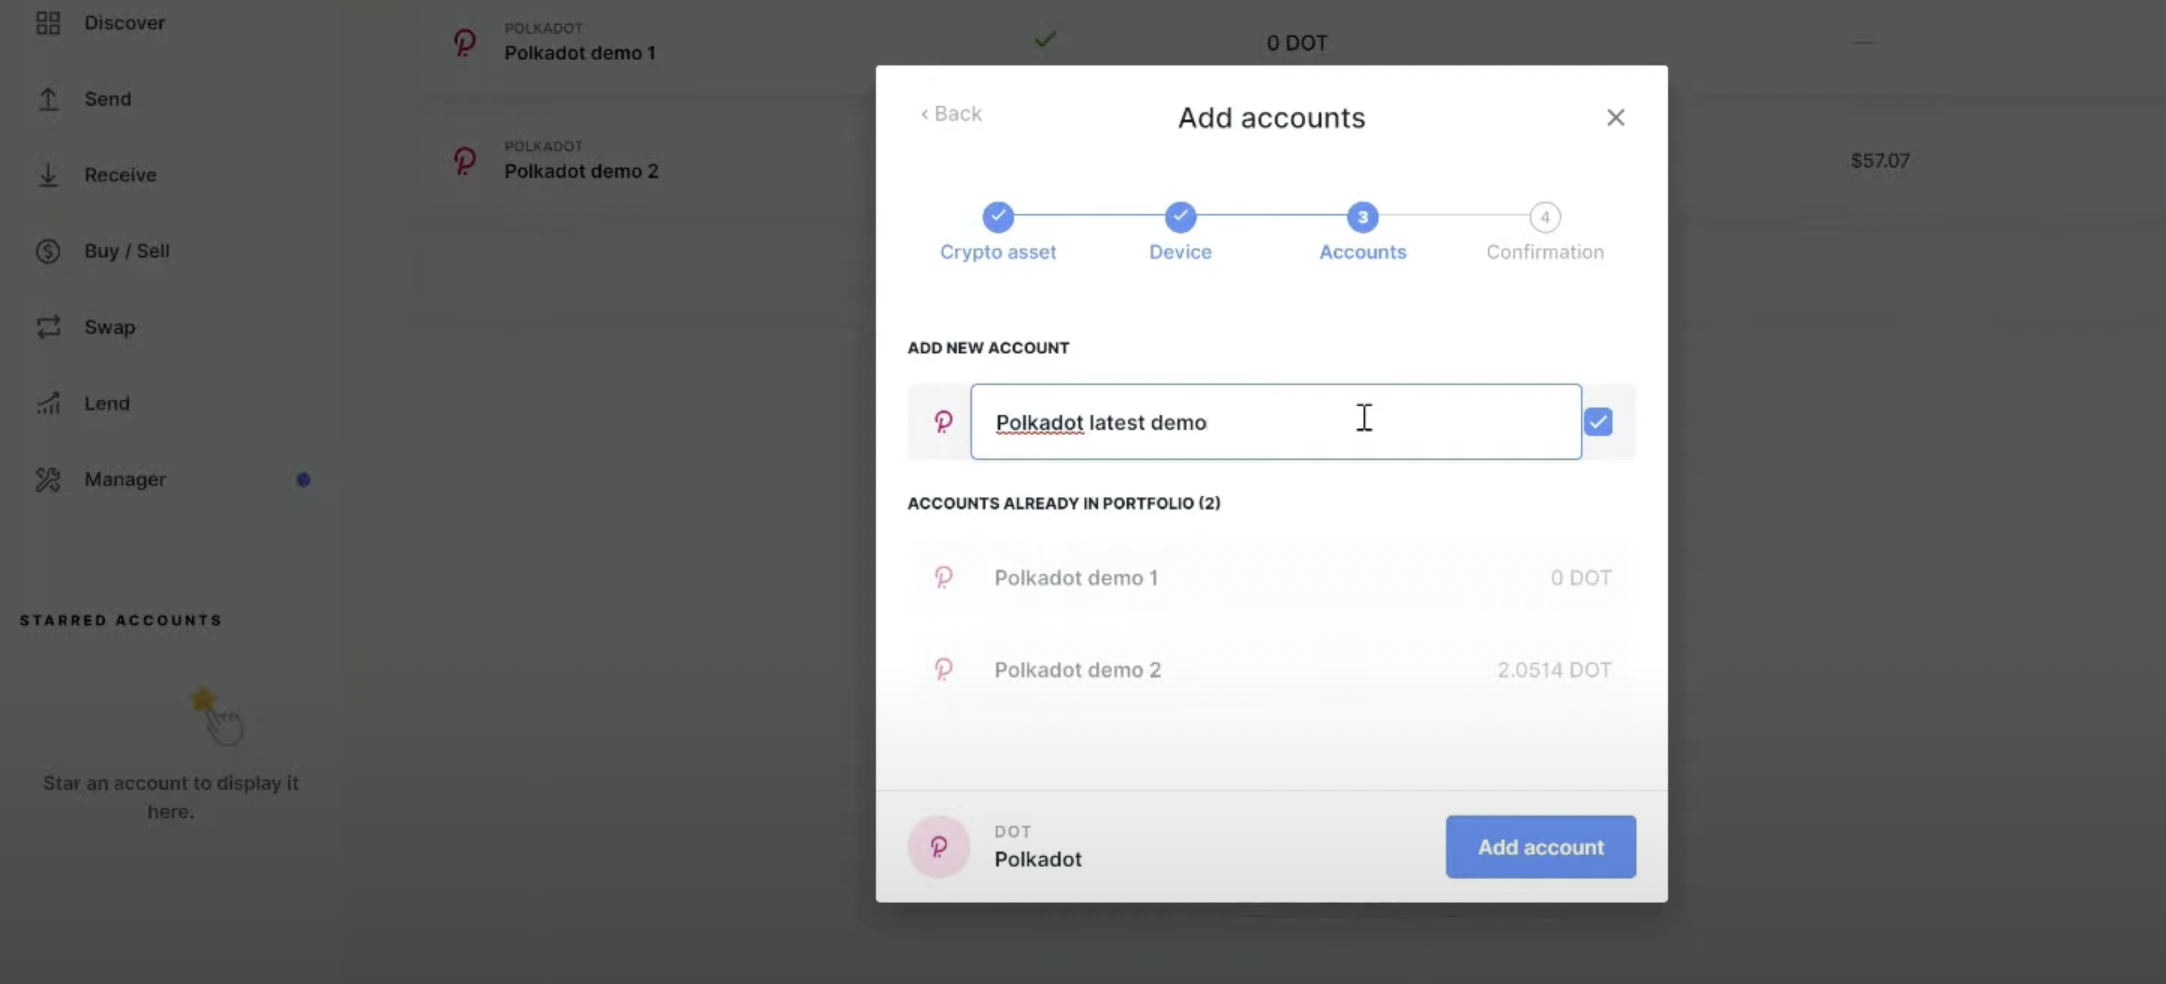 Discover
Send
Receive
Buy / Sell
Swap
Lend
Manager
STARRED ACCOUNTS
Star an account to display it
here.
POLKADOT
Polkadot demo 1
0 DOT
POLKADOT
Polkadot demo 2
$57.07
‹ Back
Add accounts
3
4
Crypto asset
Device
Accounts
Confirmation
ADD NEW ACCOUNT
Polkadot latest demo
ACCOUNTS ALREADY IN PORTFOLIO (2)
Polkadot demo 1
0 DOT
Polkadot demo 2
2.0514 DOT
DOT
Polkadot
Add account